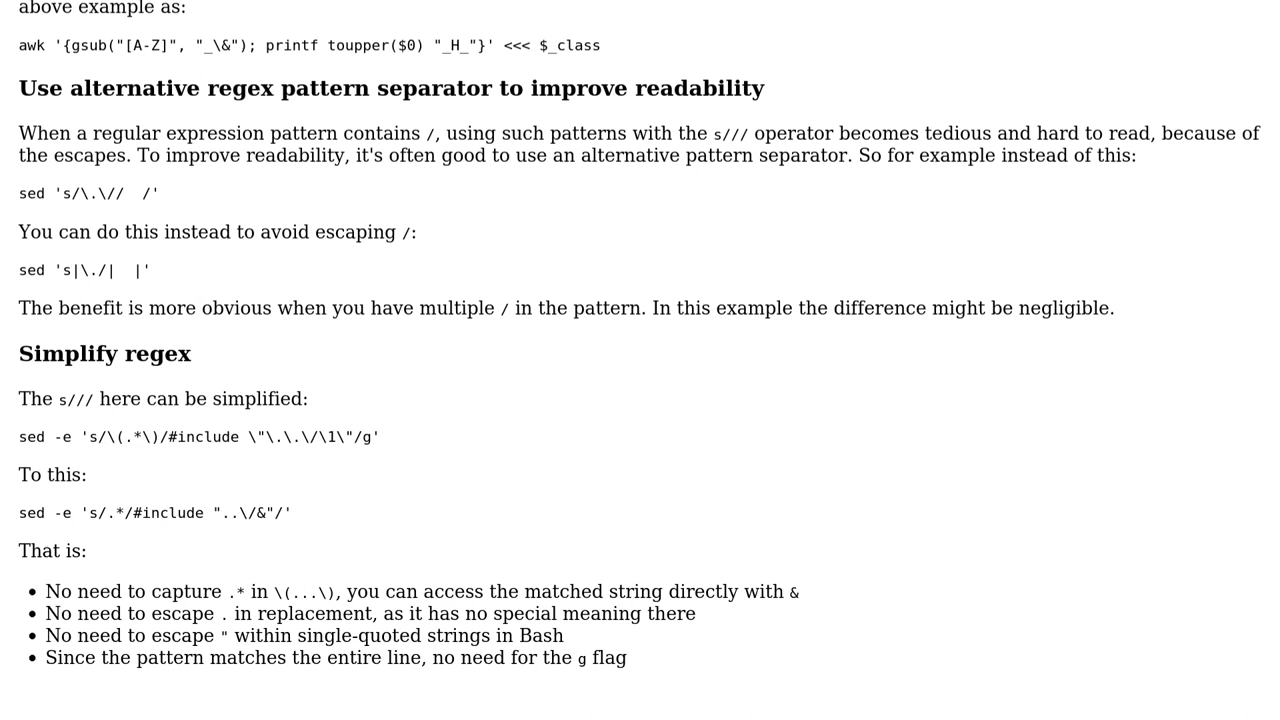 above example as:
awk '{gsub("[A-Z]", "_\&"); printf toupper($0) "_H_"}' <<< $_class
Use alternative regex pattern separator to improve readability
When a regular expression pattern contains /, using such patterns with the s/// operator becomes tedious and hard to read, because of
the escapes. To improve readability, it's often good to use an alternative pattern separator. So for example instead of this:
sed 's/\.\//  /'
You can do this instead to avoid escaping /:
sed 's|\./|  |'
The benefit is more obvious when you have multiple / in the pattern. In this example the difference might be negligible.
Simplify regex
The s/// here can be simplified:
sed -e 's/\(.*\)/#include \"\.\.\/\1\"/g'
To this:
sed -e 's/.*/#include "..\/&"/'
That is:
• No need to capture .* in \(...\), you can access the matched string directly with &
• No need to escape . in replacement, as it has no special meaning there
• No need to escape " within single-quoted strings in Bash
• Since the pattern matches the entire line, no need for the g flag